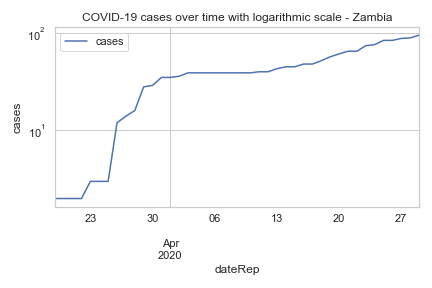 COVID-19 cases over time with logarithmic scale - Zambia
cases
10²
10¹
cases
23
30
06
13
20
27
Apr
2020
dateRep